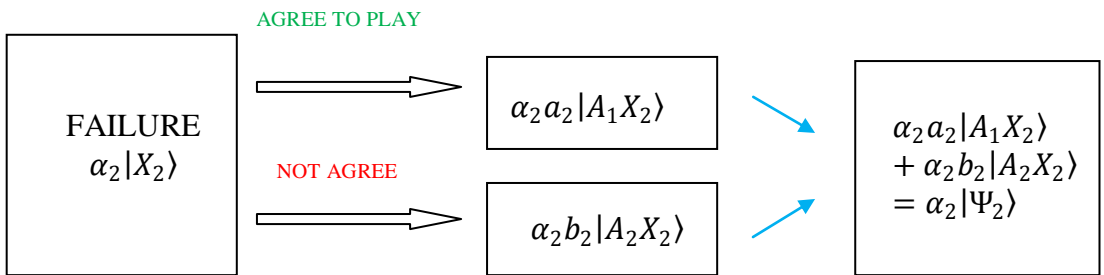 AGREE TO PLAY
FAILURE
α₂|X₂⟩
α₂a₂|A₁X₂⟩
NOT AGREE
α₂b₂|A₂X₂⟩
α₂a₂|A₁X₂⟩
+ α₂b₂|A₂X₂⟩
= α₂|Ψ₂⟩